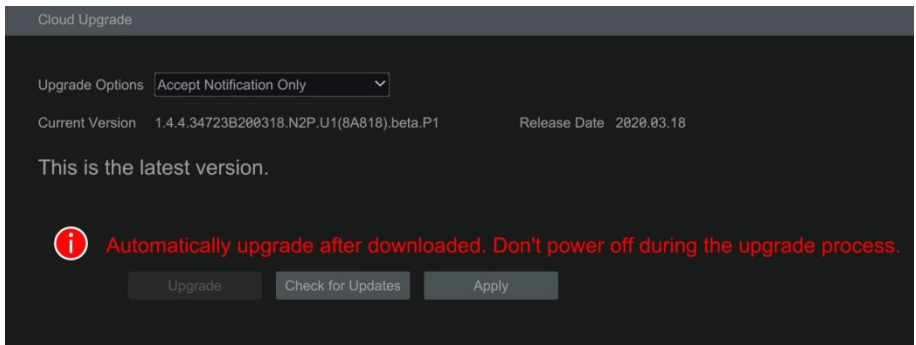 Cloud Upgrade
Upgrade Options Accept Notification Only
Current Version 1.4.4.34723B200318.N2P.U1(8A818).beta.P1 Release Date 2020.03.18
This is the latest version.
Automatically upgrade after downloaded. Don't power off during the upgrade process.
Upgrade Check for Updates Apply